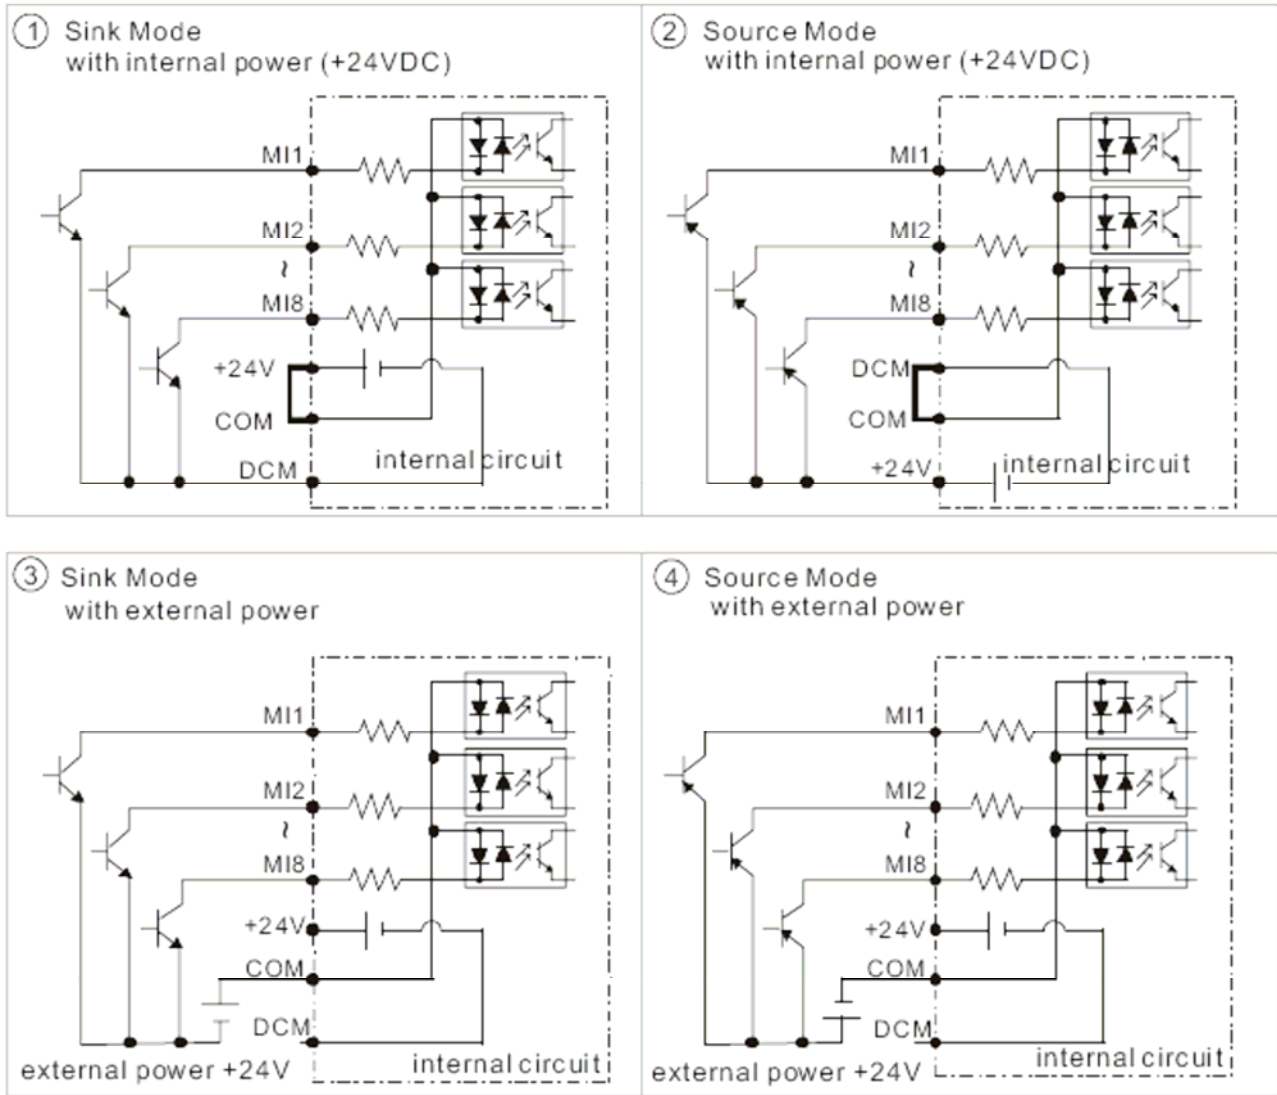 1 Sink Mode
with internal power (+24VDC)
MI1
MI2
~
MI8
+24V
COM
DCM
internal circuit
2 Source Mode
with internal power (+24VDC)
MI1
MI2
~
MI8
DCM
COM
+24V
internal circuit
3 Sink Mode
with external power
MI1
MI2
~
MI8
+24V
COM
DCM
internal circuit
external power +24V
4 Source Mode
with external power
MI1
MI2
~
MI8
+24V
COM
DCM
internal circuit
external power +24V